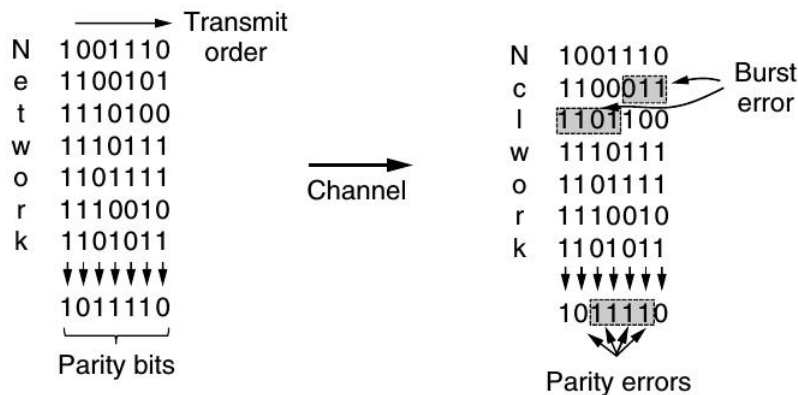 Transmit
order
N 1001110
e 1100101
t 1110100
w 1110111
o 1101111
r 1110010
k 1101011
1011110
Parity bits
Channel
N 1001110
c 1100011
l 1101100
w 1110111
o 1101111
r 1110010
k 1101011
1011110
Burst
error
Parity errors